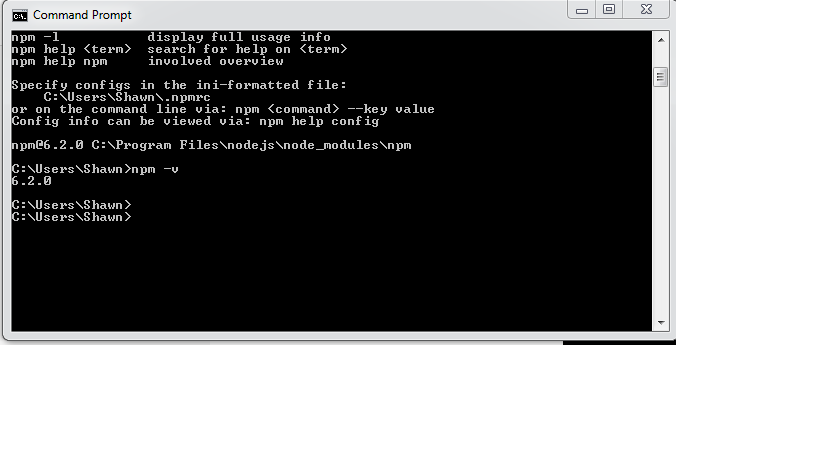 Command Prompt
npm -l           display full usage info
npm help <term>  search for help on <term>
npm help npm     involved overview
Specify configs in the ini-formatted file:
    C:\Users\Shawn\.npmrc
or on the command line via: npm <command> --key value
Config info can be viewed via: npm help config
npm@6.2.0 C:\Program Files\nodejs\node_modules\npm
C:\Users\Shawn>npm -v
6.2.0
C:\Users\Shawn>
C:\Users\Shawn>